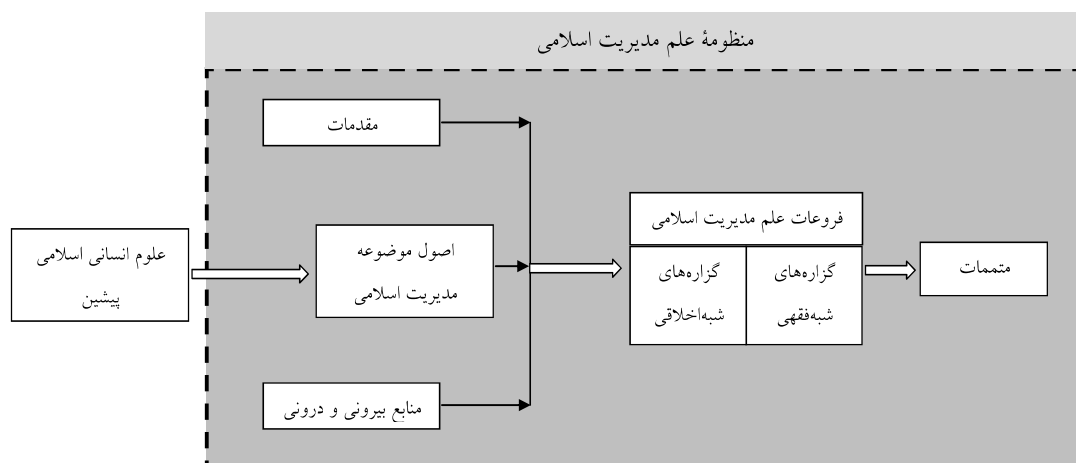 منظومهٔ علم مدیریت اسلامی
مقدمات
علوم انسانی اسلامی
پیشین
اصول موضوعه
مدیریت اسلامی
منابع بیرونی و درونی
فروعات علم مدیریت اسلامی
گزاره‌های
شبه‌فقهی
گزاره‌های
شبه‌اخلاقی
متممات